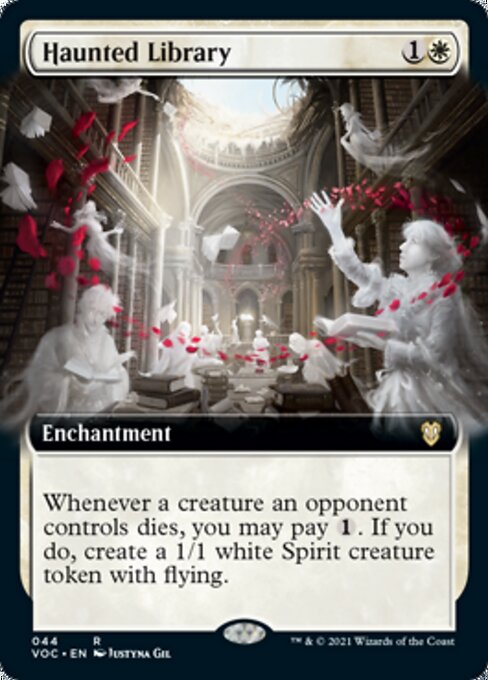 Haunted Library 1
Enchantment
Whenever a creature an opponent
controls dies, you may pay 1. If you
do, create a 1/1 white Spirit creature
token with flying.
044 R
VOC • EN Justyna Gil
™ & © 2021 Wizards of the Coast